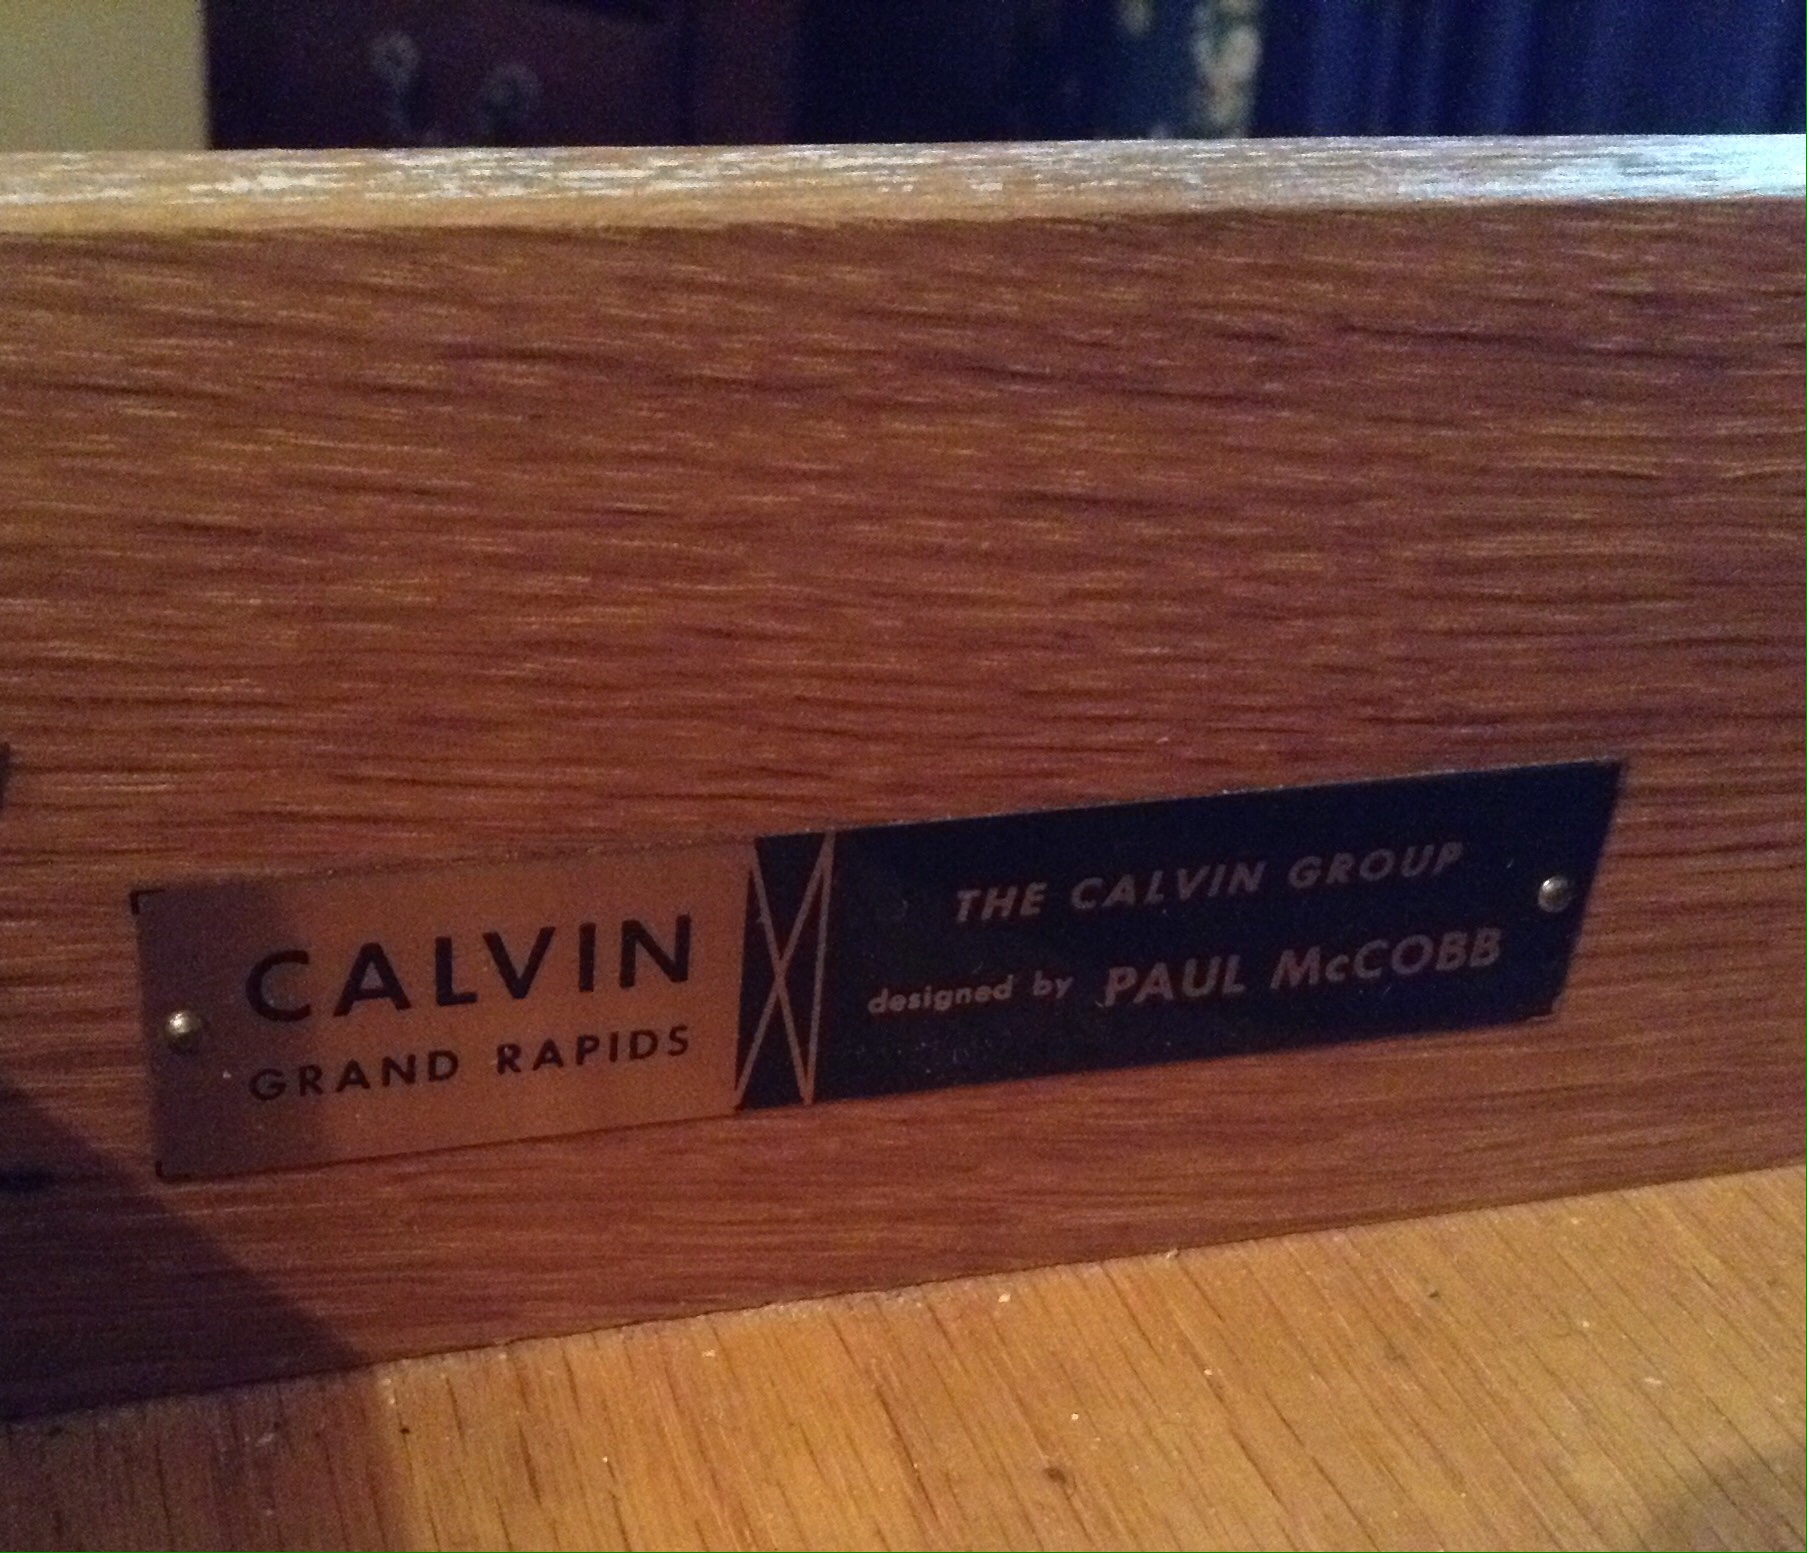 CALVIN
GRAND RAPIDS
THE CALVIN GROUP
designed by PAUL McCOBB